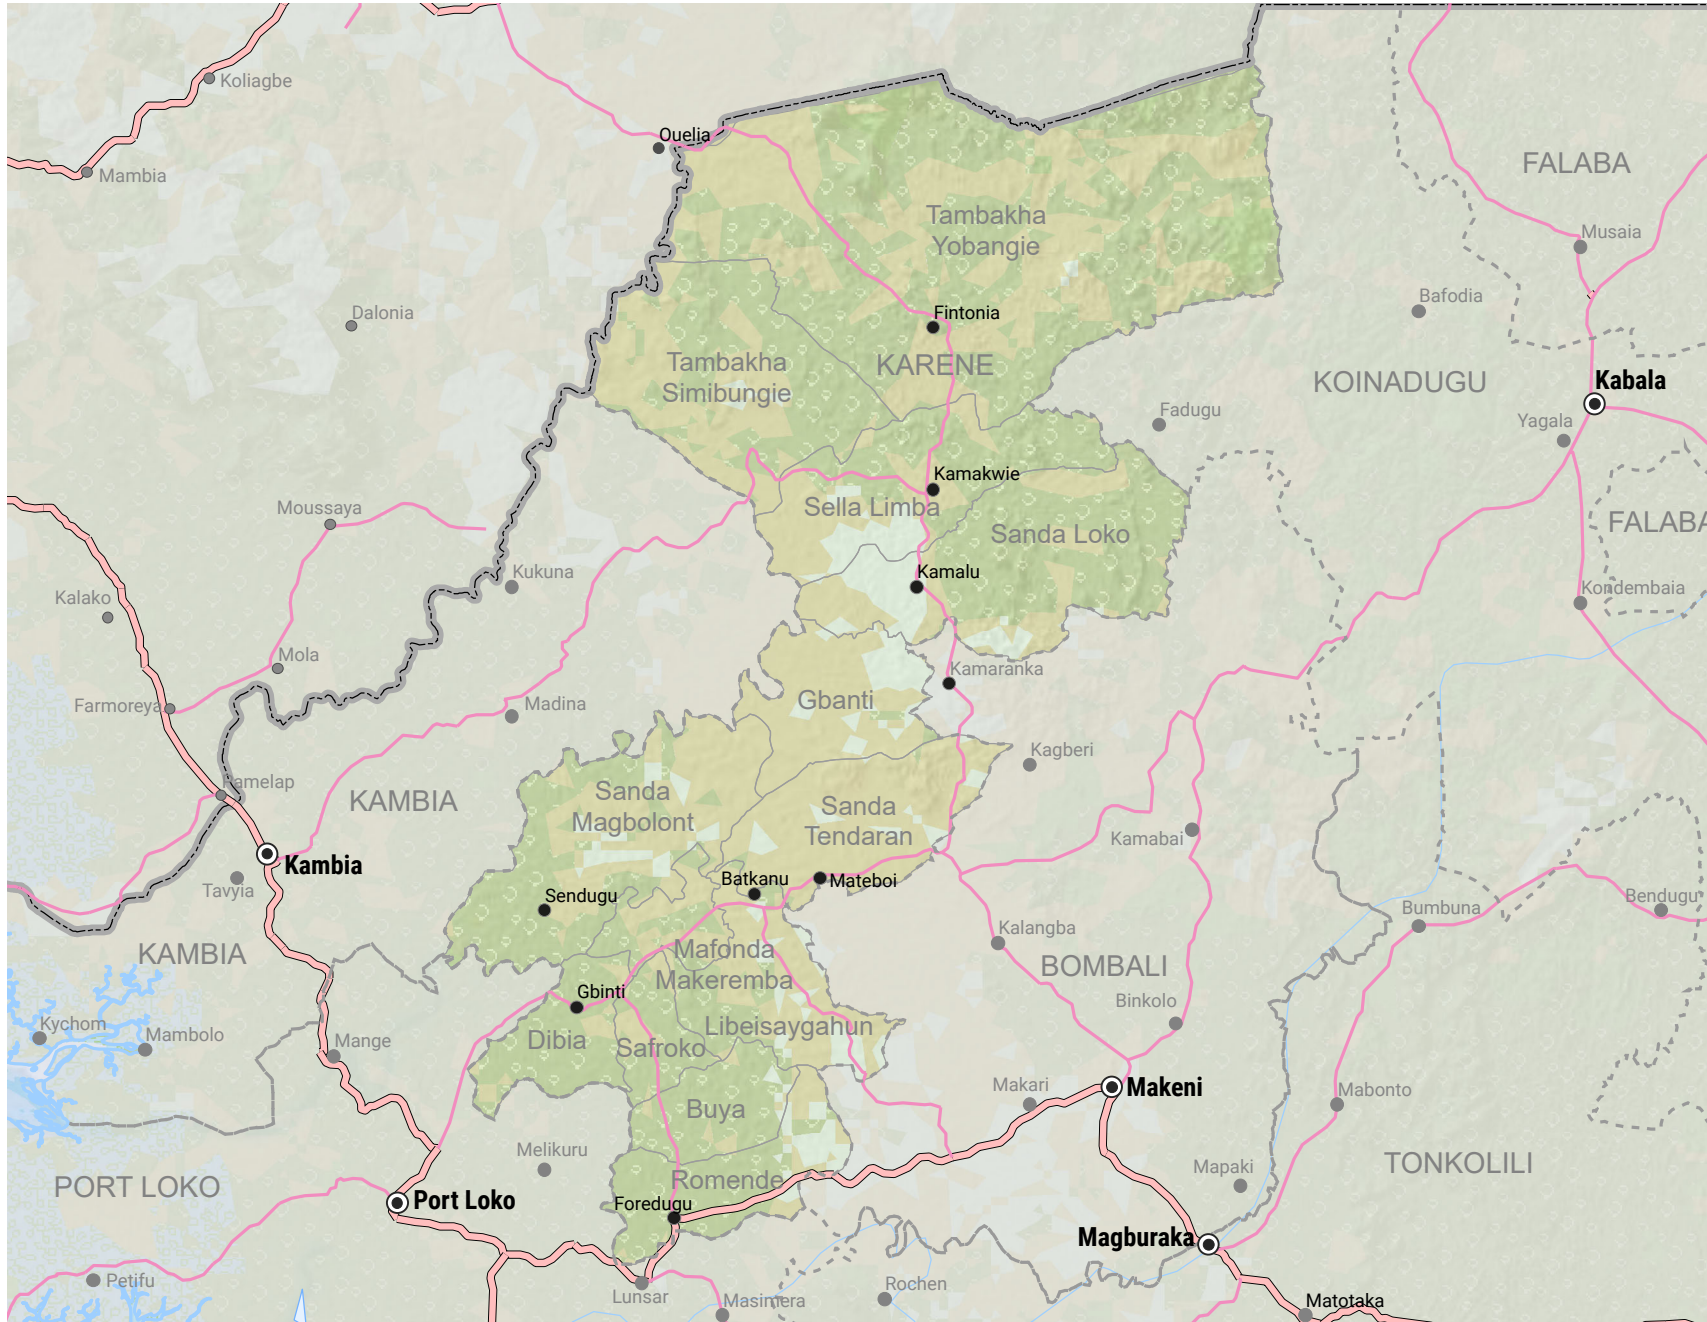 Koliagbe
Mambia
Ouelia
FALABA
Musaia
Tambakha
Yobangie
Bafodia
Dalonia
Fintonia
Tambakha
Simibungie
KARENE
KOINADUGU
Kabala
Fadugu
Yagala
Kamakwie
Sella Limba
Moussaya
Sanda Loko
FALABA
Kamalu
Kukuna
Kalako
Kondembaia
Mola
Kamaranka
Farmoreya
Madina
Gbanti
Kagberi
Pamelap
KAMBIA
Sanda
Magbolont
Sanda
Tendaran
Kamabai
Kambia
Tavyia
Batkanu
Mateboi
Sendugu
Bendugu
Bumbuna
Kalangba
KAMBIA
Mafonda
Makeremba
BOMBALI
Gbinti
Binkolo
Kychom
Mambolo
Mange
Dibia
Safroko
Libeisaygahun
Makari
Makeni
Mabonto
Buya
Melikuru
TONKOLILI
Mapaki
PORT LOKO
Romende
Port Loko
Foredugu
Magburaka
Petifu
Rochen
Lunsar
Masimera
Matotaka